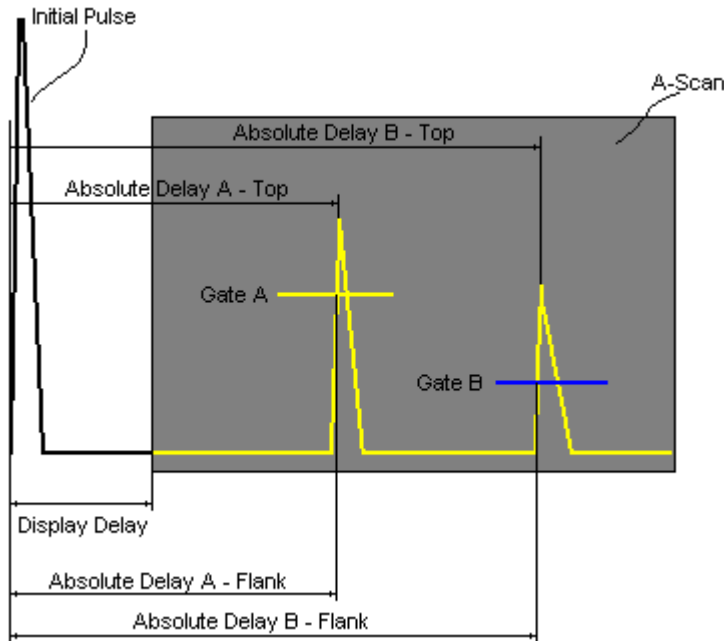 Initial Pulse
A-Scan
Absolute Delay B - Top
Absolute Delay A - Top
Gate A
Gate B
Display Delay
Absolute Delay A - Flank
Absolute Delay B - Flank